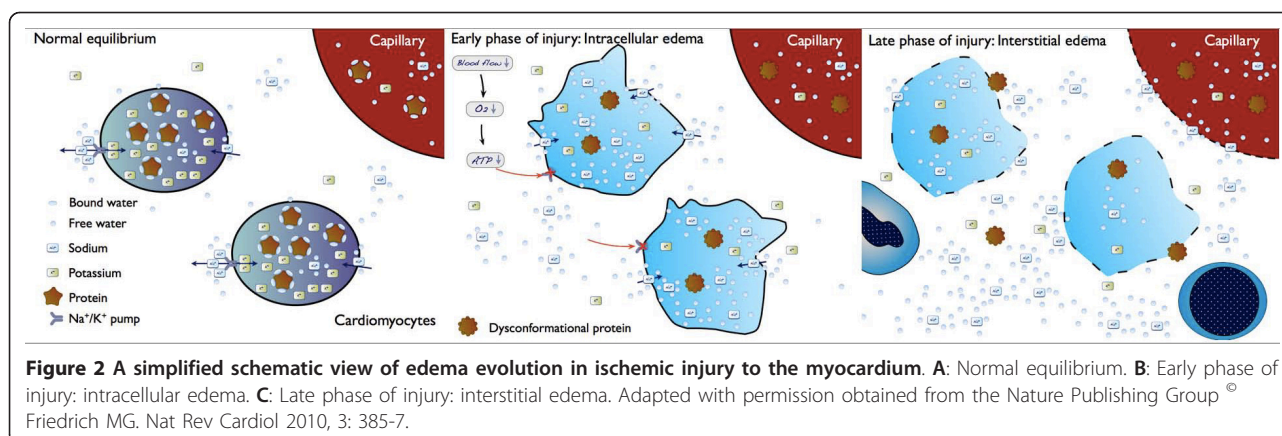 Normal equilibrium
Capillary
Bound water
Free water
Sodium
Potassium
Protein
Na+/K+ pump
Cardiomyocytes
Early phase of injury: Intracellular edema
Capillary
Blood flow ↓
O2 ↓
ATP ↓
Dysconformational protein
Late phase of injury: Interstitial edema
Capillary
Figure 2 A simplified schematic view of edema evolution in ischemic injury to the myocardium. A: Normal equilibrium. B: Early phase of
injury: intracellular edema. C: Late phase of injury: interstitial edema. Adapted with permission obtained from the Nature Publishing Group ©
Friedrich MG. Nat Rev Cardiol 2010, 3: 385-7.